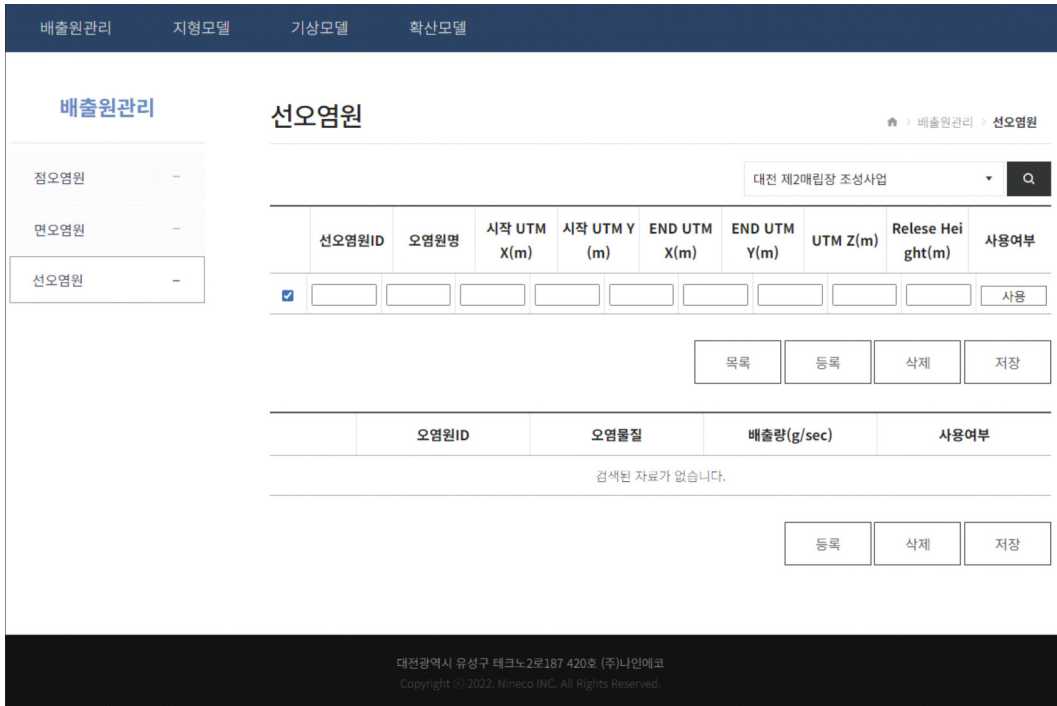 배출원관리 지형모델 기상모델 확산모델
배출원관리
점오염원
면오염원
선오염원
선오염원
배출원관리 > 선오염원
대전 제2매립장 조성사업
선오염원ID 오염원명 시작 UTM X(m) 시작 UTM Y (m) END UTM X(m) END UTM Y(m) UTM Z(m) Relese Hei ght(m) 사용여부
사용
목록 등록 삭제 저장
오염원ID 오염물질 배출량(g/sec) 사용여부
검색된 자료가 없습니다.
등록 삭제 저장
대전광역시 유성구 테크노2로187 420호 (주)나인에코
Copyright ⓒ 2022. Nineco INC. All Rights Reserved.